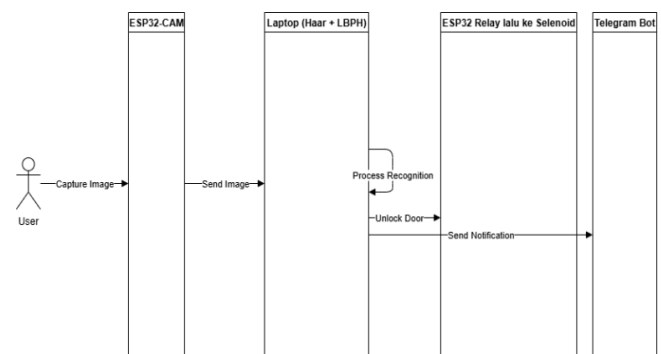 ESP32-CAM
Laptop (Haar + LBPH)
ESP32 Relay lalu ke Selenoid
Telegram Bot
Process Recognition
Capture Image
Send Image
User
Unlock Door
Send Notification